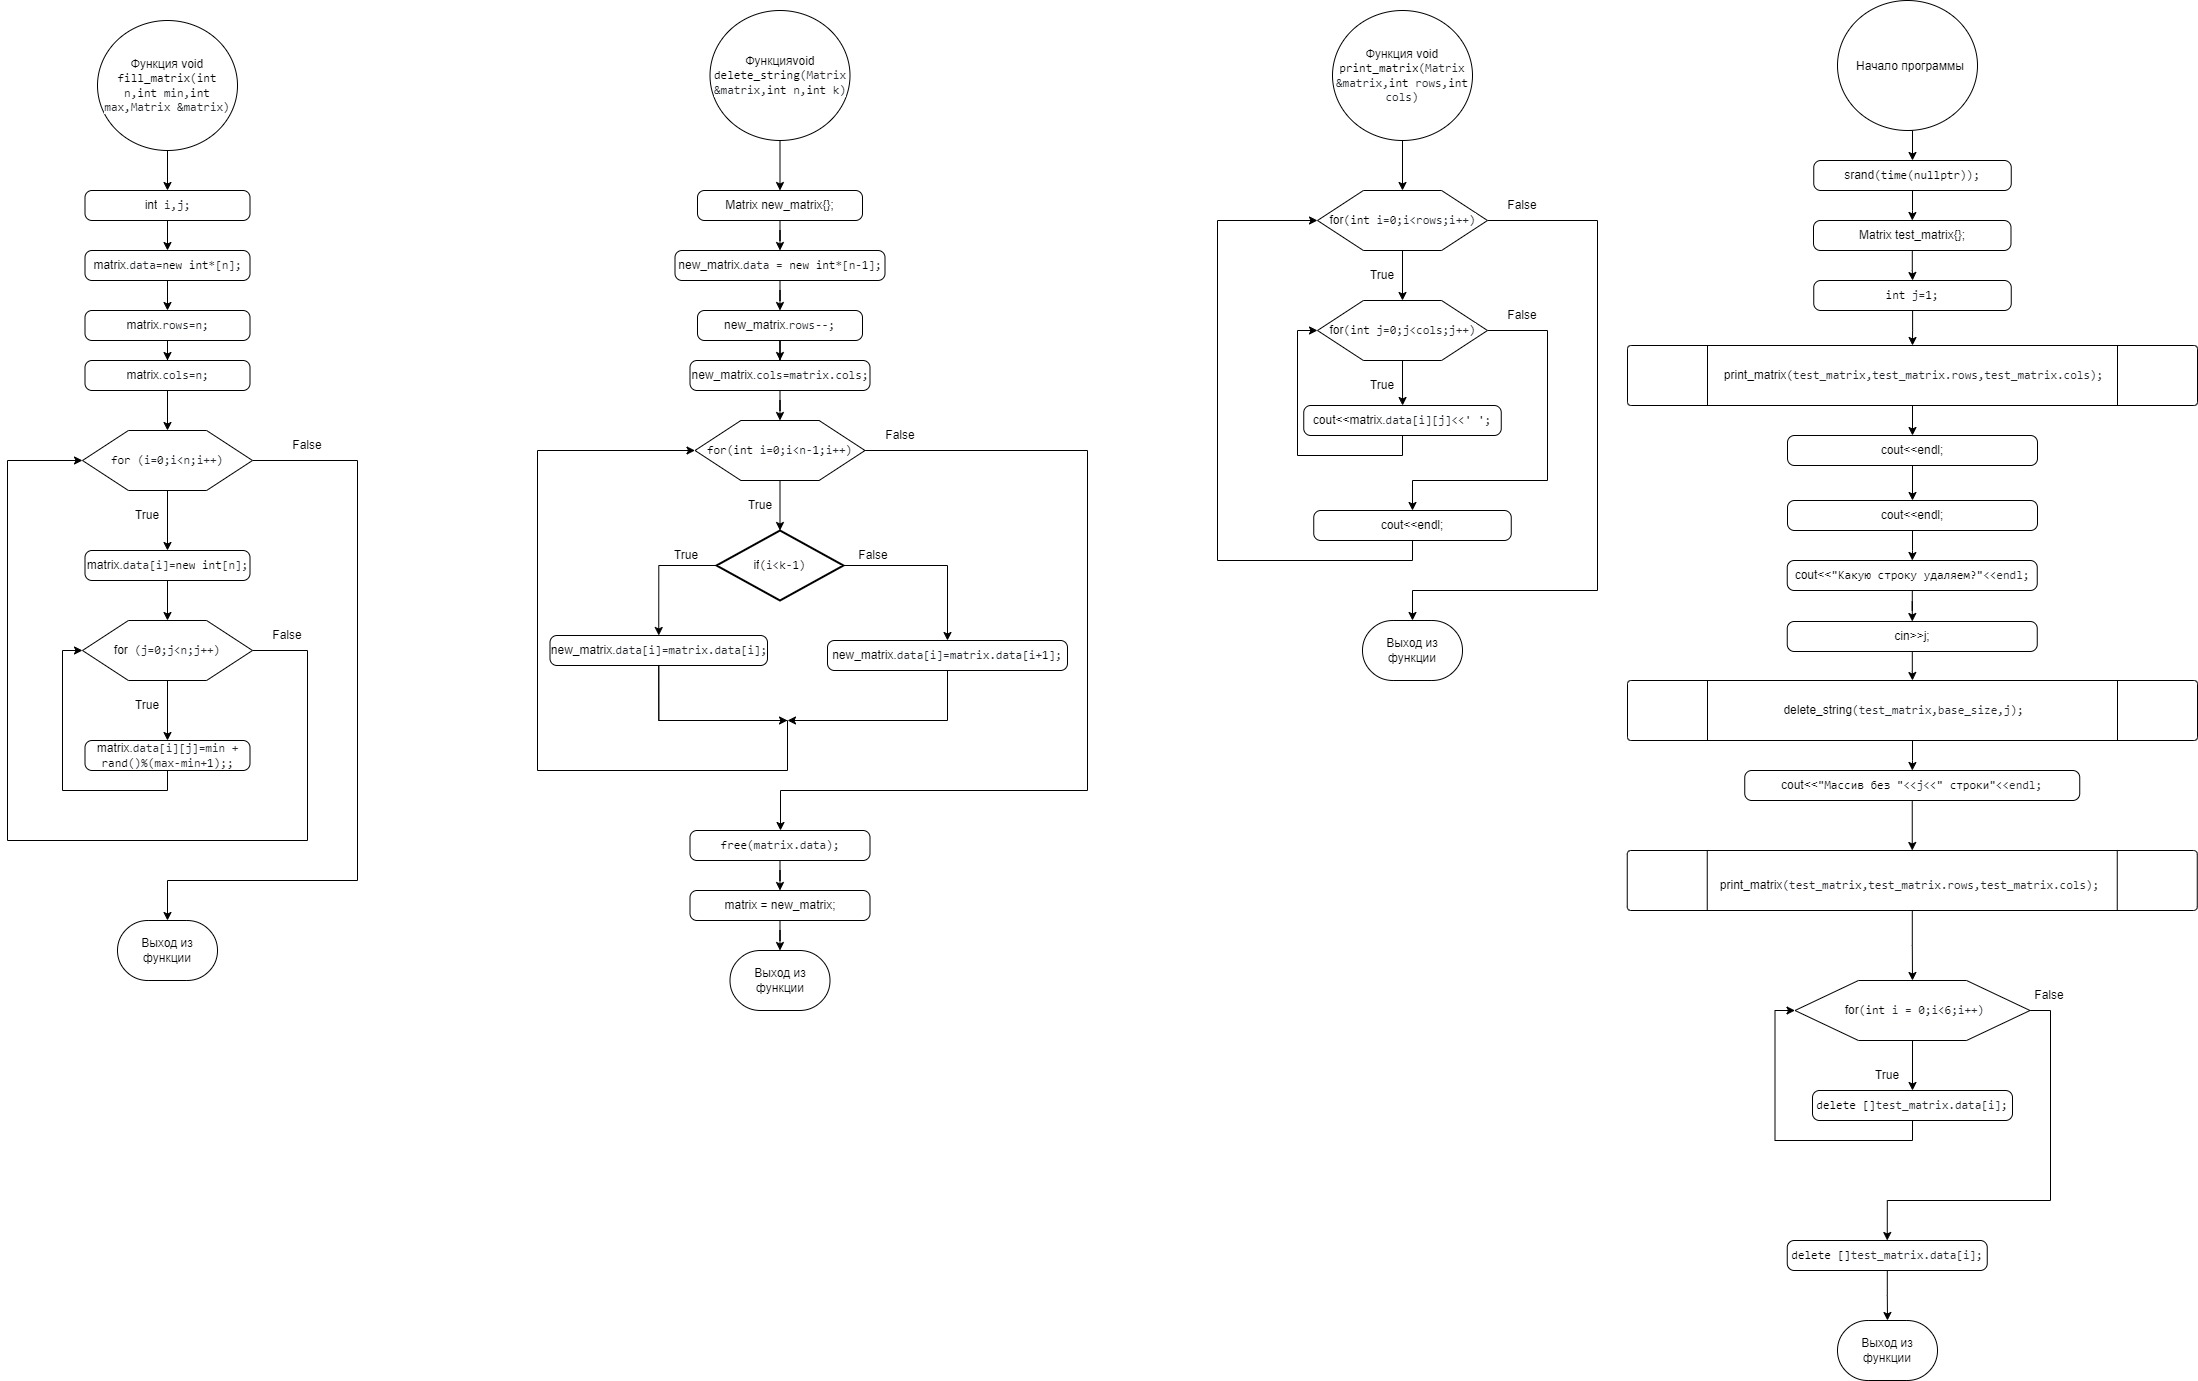 Функция void
fill_matrix(int
n,int min,int
max,Matrix &matrix)
int i,j;
matrix.data=new int*[n];
matrix.rows=n;
matrix.cols=n;
for (i=0;i<n;i++)
False
True
matrix.data[i]=new int[n];
for (j=0;j<n;j++)
False
True
matrix.data[i][j]=min +
rand()%(max-min+1);;
Выход из
функции
Функцияvoid
delete_string(Matrix
&matrix,int n,int k)
Matrix new_matrix{};
new_matrix.data = new int*[n-1];
new_matrix.rows--;
new_matrix.cols=matrix.cols;
for(int i=0;i<n-1;i++)
False
True
if(i<k-1)
True
False
new_matrix.data[i]=matrix.data[i];
new_matrix.data[i]=matrix.data[i+1];
free(matrix.data);
matrix = new_matrix;
Выход из
функции
Функция void
print_matrix(Matrix
&matrix,int rows,int
cols)
for(int i=0;i<rows;i++)
False
True
for(int j=0;j<cols;j++)
False
True
cout<<matrix.data[i][j]<<' ';
cout<<endl;
Выход из
функции
Начало программы
srand(time(nullptr));
Matrix test_matrix{};
int j=1;
print_matrix(test_matrix,test_matrix.rows,test_matrix.cols);
cout<<endl;
cout<<endl;
cout<<"Какую строку удаляем?"<<endl;
cin>>j;
delete_string(test_matrix,base_size,j);
cout<<"Массив без "<<j<<" строки"<<endl;
print_matrix(test_matrix,test_matrix.rows,test_matrix.cols);
for(int i = 0;i<6;i++)
False
True
delete []test_matrix.data[i];
delete []test_matrix.data[i];
Выход из
функции